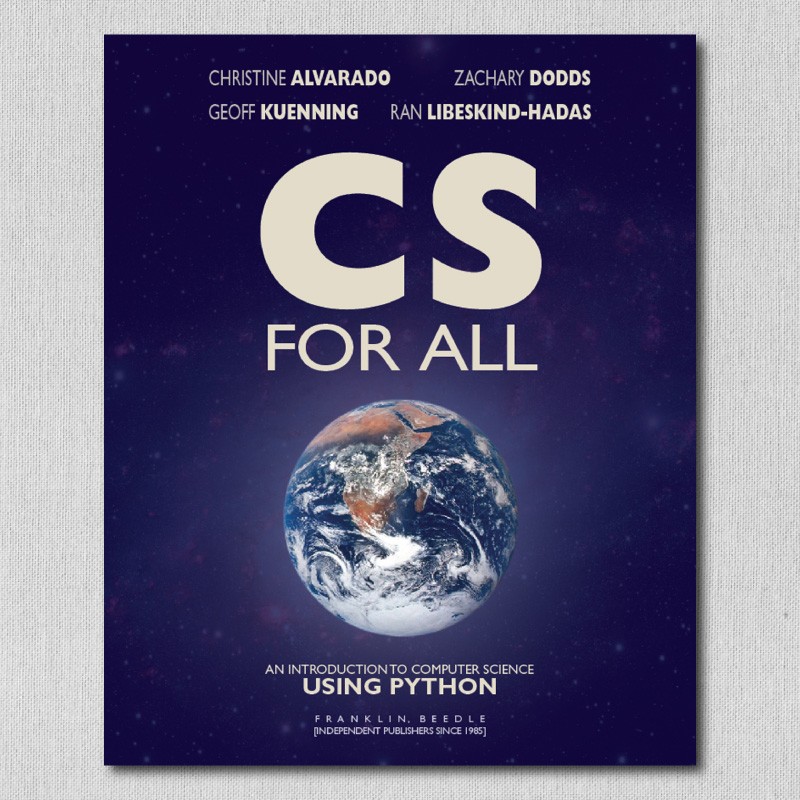 CHRISTINE ALVARADO ZACHARY DODDS
GEOFF KUENNING RAN LIBESKIND-HADAS
CS
FOR ALL
AN INTRODUCTION TO COMPUTER SCIENCE
USING PYTHON
FRANKLIN, BEEDLE
[INDEPENDENT PUBLISHERS SINCE 1985]